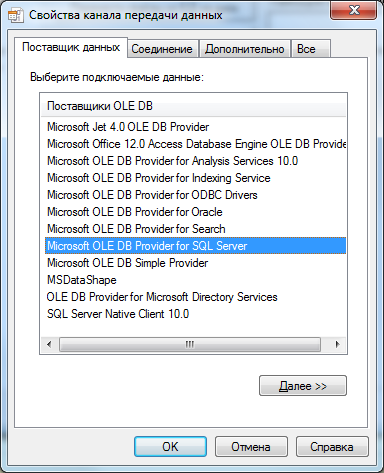 Свойства канала передачи данных
Поставщик данных Соединение Дополнительно Все
Выберите подключаемые данные:
Поставщики OLE DB
Microsoft Jet 4.0 OLE DB Provider
Microsoft Office 12.0 Access Database Engine OLE DB Provide
Microsoft OLE DB Provider for Analysis Services 10.0
Microsoft OLE DB Provider for Indexing Service
Microsoft OLE DB Provider for ODBC Drivers
Microsoft OLE DB Provider for Oracle
Microsoft OLE DB Provider for Search
Microsoft OLE DB Provider for SQL Server
Microsoft OLE DB Simple Provider
MSDataShape
OLE DB Provider for Microsoft Directory Services
SQL Server Native Client 10.0
Далее >>
OK Отмена Справка